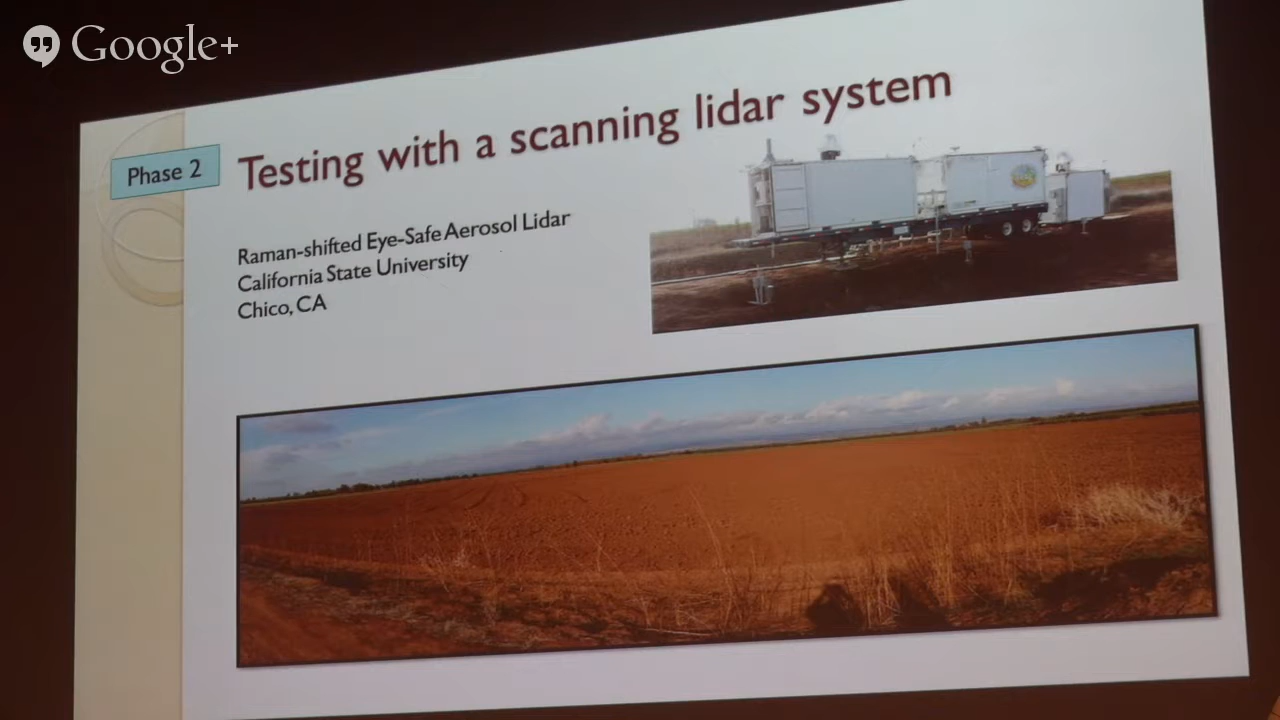 Google+
Testing with a scanning lidar system
Phase 2
Raman-shifted Eye-Safe Aerosol Lidar
California State University
Chico, CA